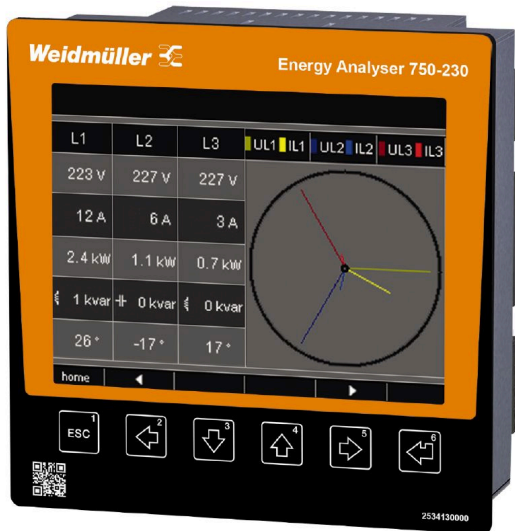 Weidmüller
Energy Analyser 750-230
L1 L2 L3 UL1 IL1 UL2 IL2 UL3 IL3
223 V 227 V 227 V
12 A 6 A 3 A
2.4 kW 1.1 kW 0.7 kW
1 kvar 0 kvar 0 kvar
26 ° -17 ° 17 °
home
ESC 1 2 3 4 5 6
2534130000